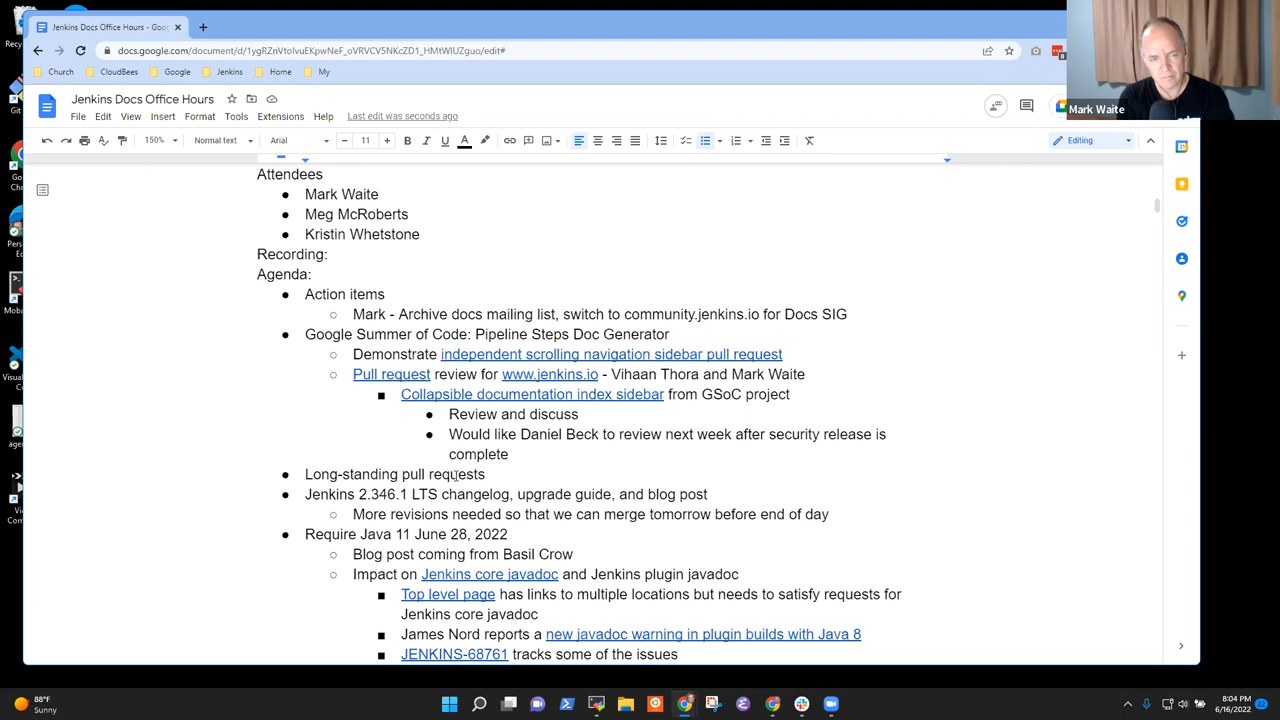 Jenkins Docs Office Hours - Goo
docs.google.com/document/d/1ygRZnVtolvuEKpwNeF_oVRVCV5NKcZD1_HMtWIUZguo/edit#
Church CloudBees Google Jenkins Home My
Mark Waite
Jenkins Docs Office Hours
File Edit View Insert Format Tools Extensions Help Last edit was seconds ago
150% Normal text Arial 11 Editing
Attendees
● Mark Waite
● Meg McRoberts
● Kristin Whetstone
Recording:
Agenda:
● Action items
○ Mark - Archive docs mailing list, switch to community.jenkins.io for Docs SIG
● Google Summer of Code: Pipeline Steps Doc Generator
○ Demonstrate independent scrolling navigation sidebar pull request
○ Pull request review for www.jenkins.io - Vihaan Thora and Mark Waite
■ Collapsible documentation index sidebar from GSoC project
● Review and discuss
● Would like Daniel Beck to review next week after security release is
complete
● Long-standing pull requests
● Jenkins 2.346.1 LTS changelog, upgrade guide, and blog post
○ More revisions needed so that we can merge tomorrow before end of day
● Require Java 11 June 28, 2022
○ Blog post coming from Basil Crow
○ Impact on Jenkins core javadoc and Jenkins plugin javadoc
■ Top level page has links to multiple locations but needs to satisfy requests for
Jenkins core javadoc
■ James Nord reports a new javadoc warning in plugin builds with Java 8
■ JENKINS-68761 tracks some of the issues
88°F
Sunny
8:04 PM
6/16/2022